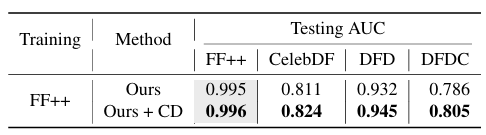 Training Method Testing AUC
FF++ CelebDF DFD DFDC
FF++ Ours 0.995 0.811 0.932 0.786
Ours + CD 0.996 0.824 0.945 0.805